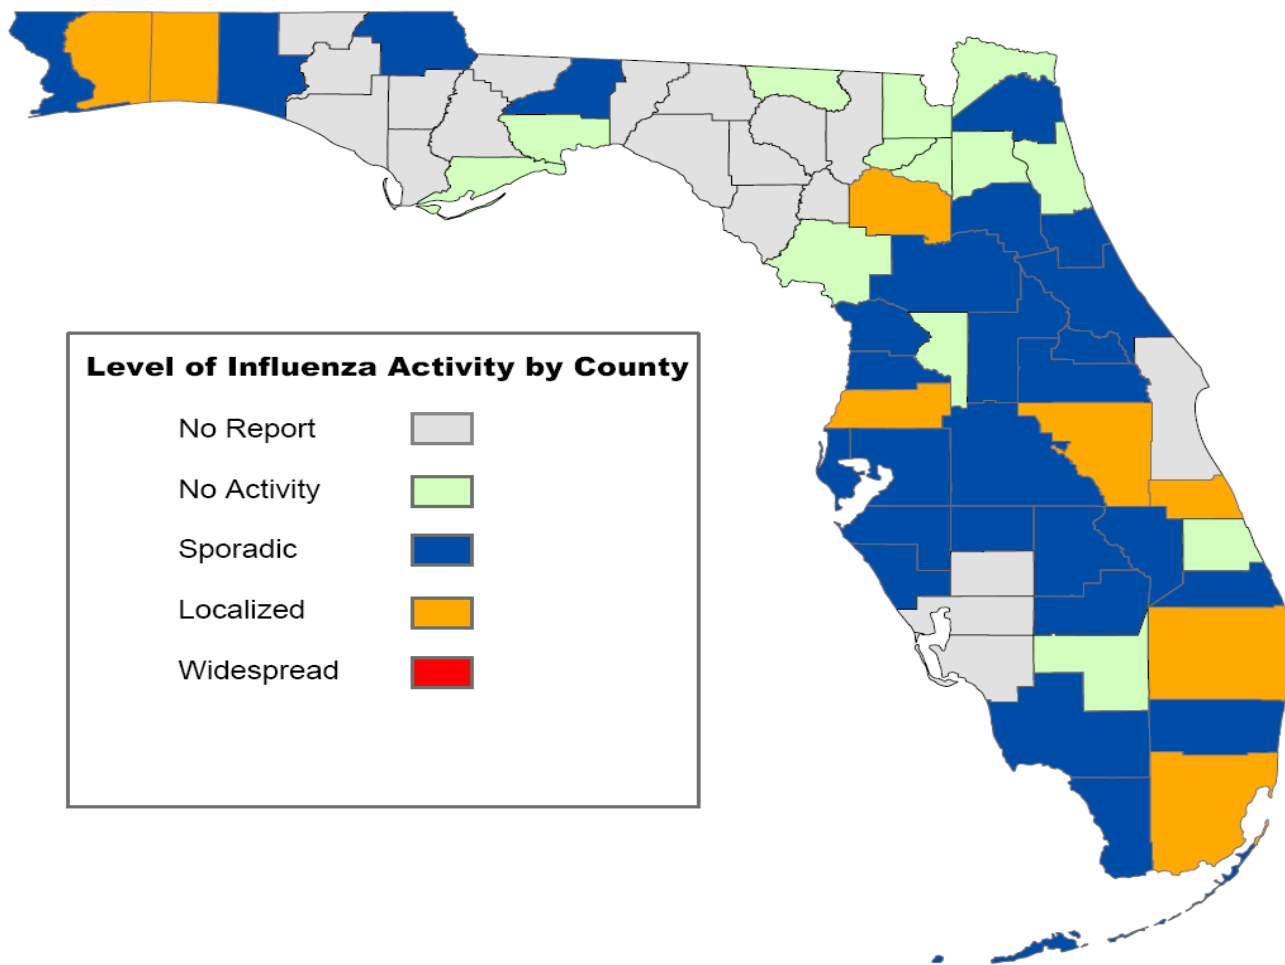 Level of Influenza Activity by County
No Report
No Activity
Sporadic
Localized
Widespread